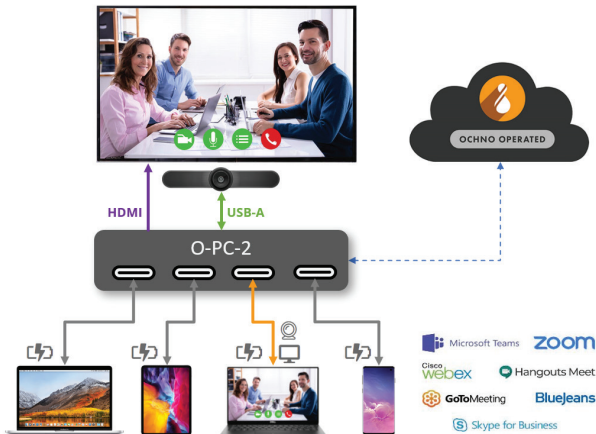 OCHNO OPERATED
HDMI
USB-A
O-PC-2
Microsoft Teams
zoom
Cisco
webex
Hangouts Meet
GoToMeeting
BlueJeans
Skype for Business